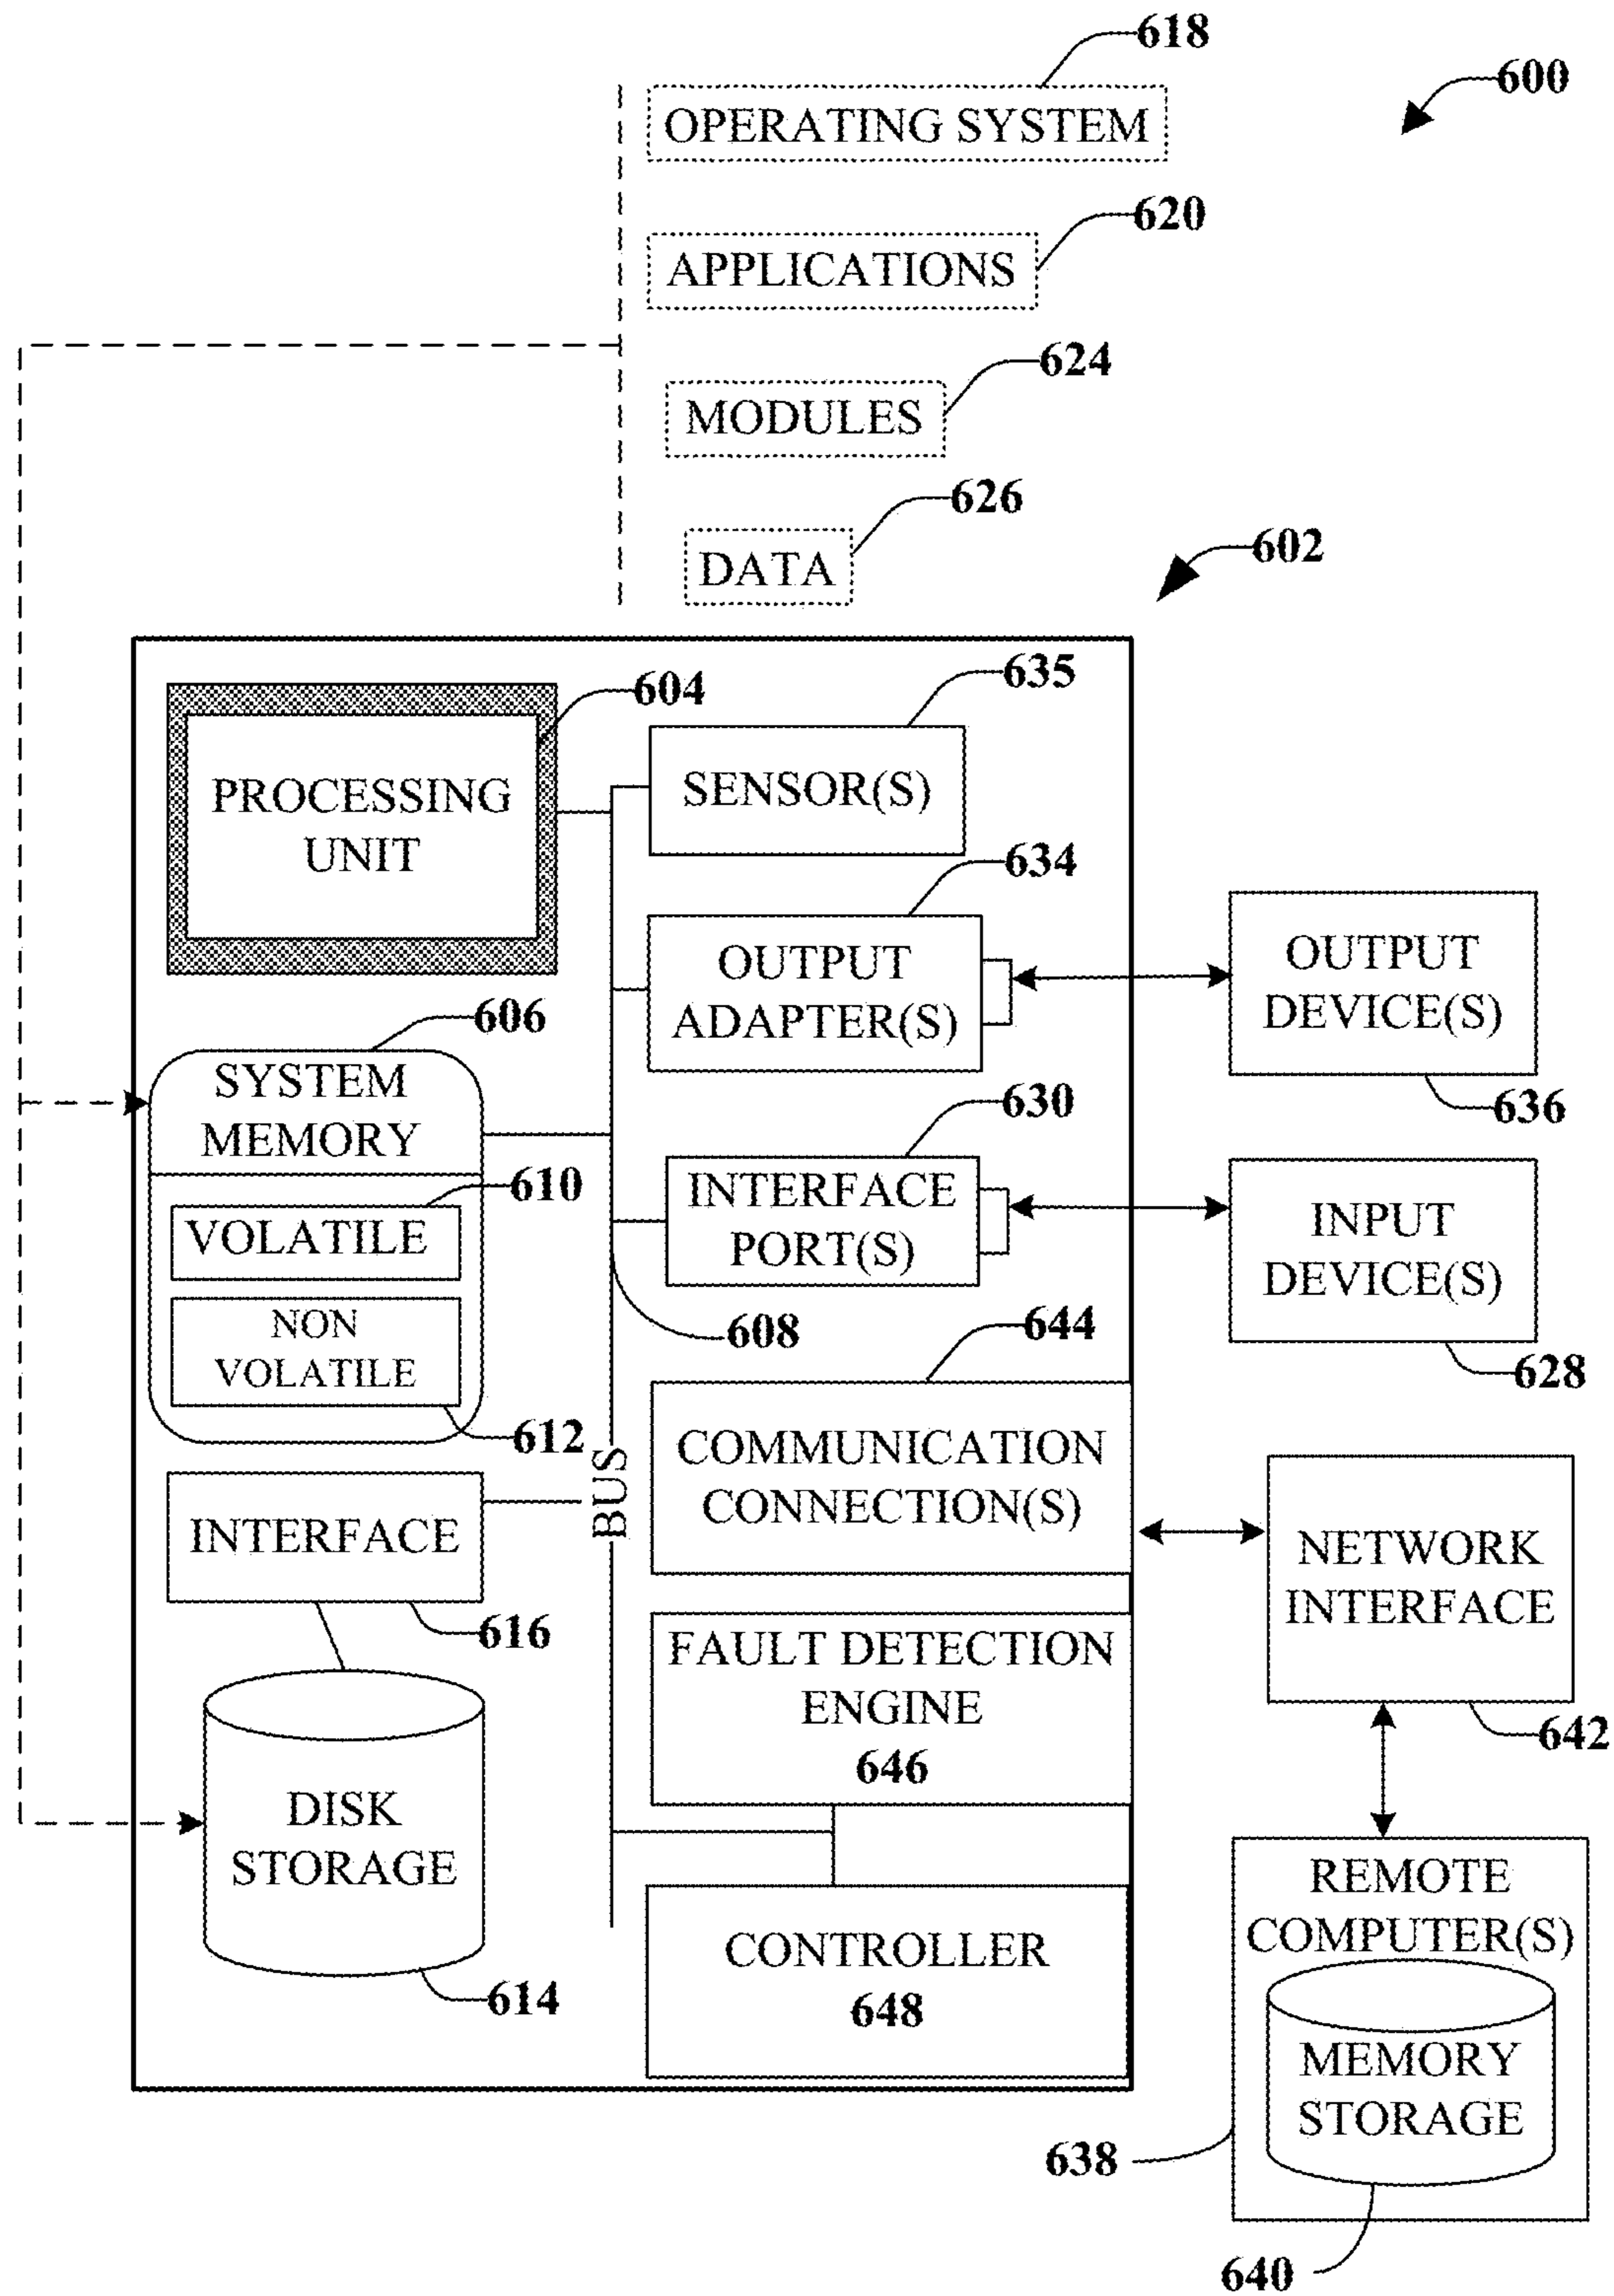 618
600
OPERATING SYSTEM
620
APPLICATIONS
624
MODULES
626
DATA
602
604
PROCESSING
UNIT
635
SENSOR(S)
634
OUTPUT
ADAPTER(S)
OUTPUT
DEVICE(S)
636
606
SYSTEM
MEMORY
610
VOLATILE
NON
VOLATILE
612
630
INTERFACE
PORT(S)
608
INPUT
DEVICE(S)
628
BUS
644
COMMUNICATION
CONNECTION(S)
INTERFACE
616
NETWORK
INTERFACE
642
FAULT DETECTION
ENGINE
646
DISK
STORAGE
614
CONTROLLER
648
REMOTE
COMPUTER(S)
MEMORY
STORAGE
638
640